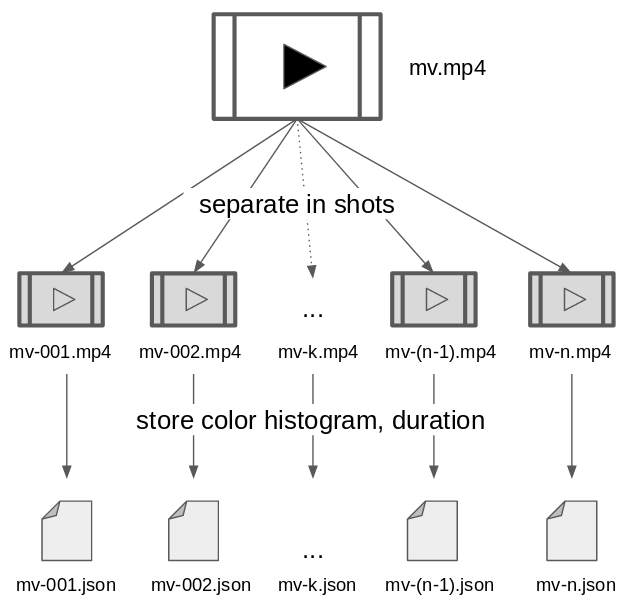 mv.mp4
separate in shots
...
mv-001.mp4
mv-002.mp4
mv-k.mp4
mv-(n-1).mp4
mv-n.mp4
store color histogram, duration
...
mv-001.json
mv-002.json
mv-k.json
mv-(n-1).json
mv-n.json